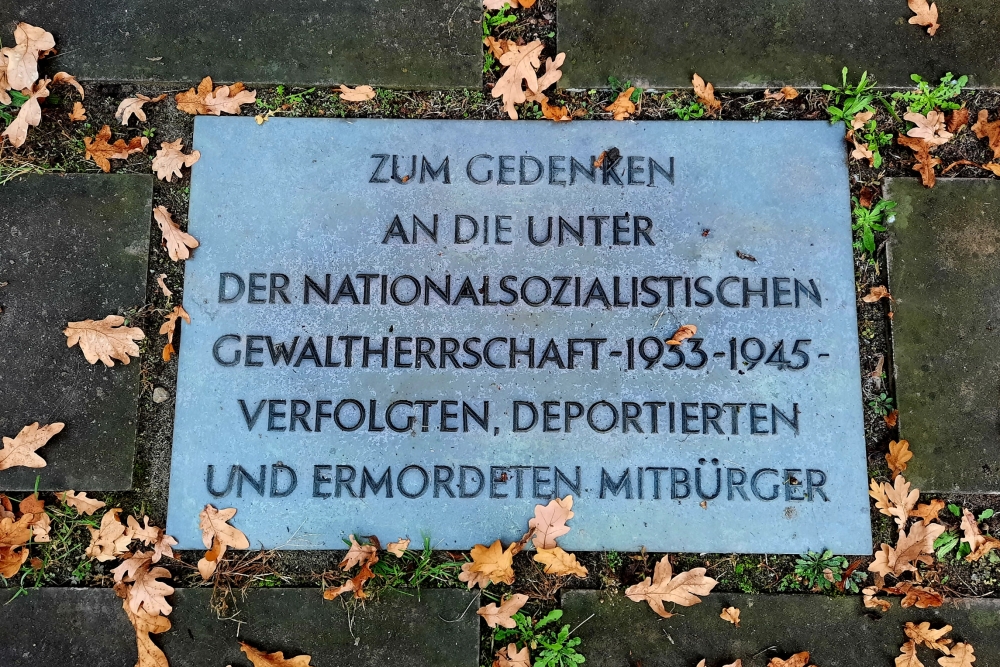 ZUM GEDENKEN
AN DIE UNTER
DER NATIONALSOZIALISTISCHEN
GEWALTHERRSCHAFT-1933-1945-
VERFOLGTEN, DEPORTIERTEN
UND ERMORDETEN MITBÜRGER